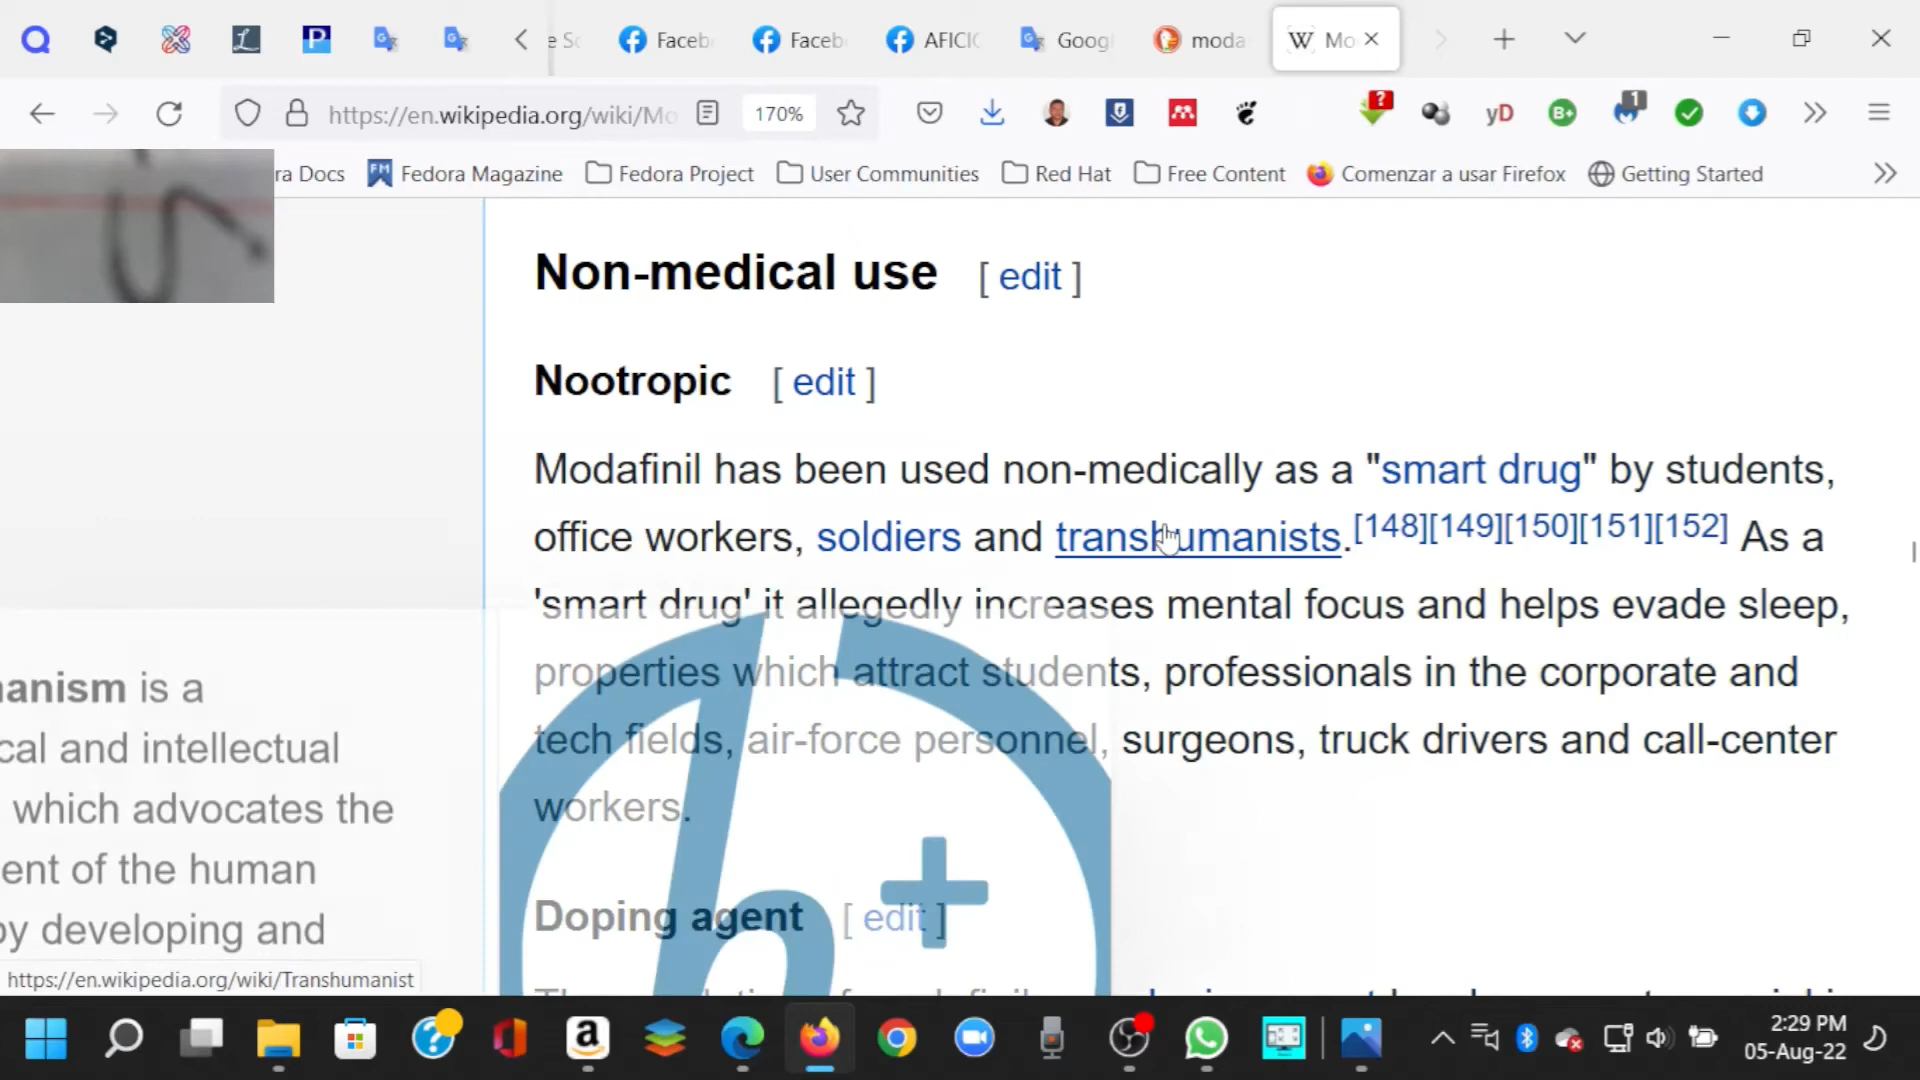 e Sc
Faceb
Faceb
AFICIO
Googl
moda
W
Mo
https://en.wikipedia.org/wiki/Mo
170%
yD
B+
1
?
ra Docs
FM
Fedora Magazine
Fedora Project
User Communities
Red Hat
Free Content
Comenzar a usar Firefox
Getting Started
Non-medical use [ edit ]
Nootropic [ edit ]
Modafinil has been used non-medically as a "smart drug" by students,
office workers, soldiers and transhumanists.[148][149][150][151][152] As a
'smart drug' it allegedly increases mental focus and helps evade sleep,
properties which attract students, professionals in the corporate and
tech fields, air-force personnel, surgeons, truck drivers and call-center
workers.
Doping agent [ edit ]
h+
anism is a
cal and intellectual
which advocates the
ent of the human
by developing and
https://en.wikipedia.org/wiki/Transhumanist
2:29 PM
05-Aug-22